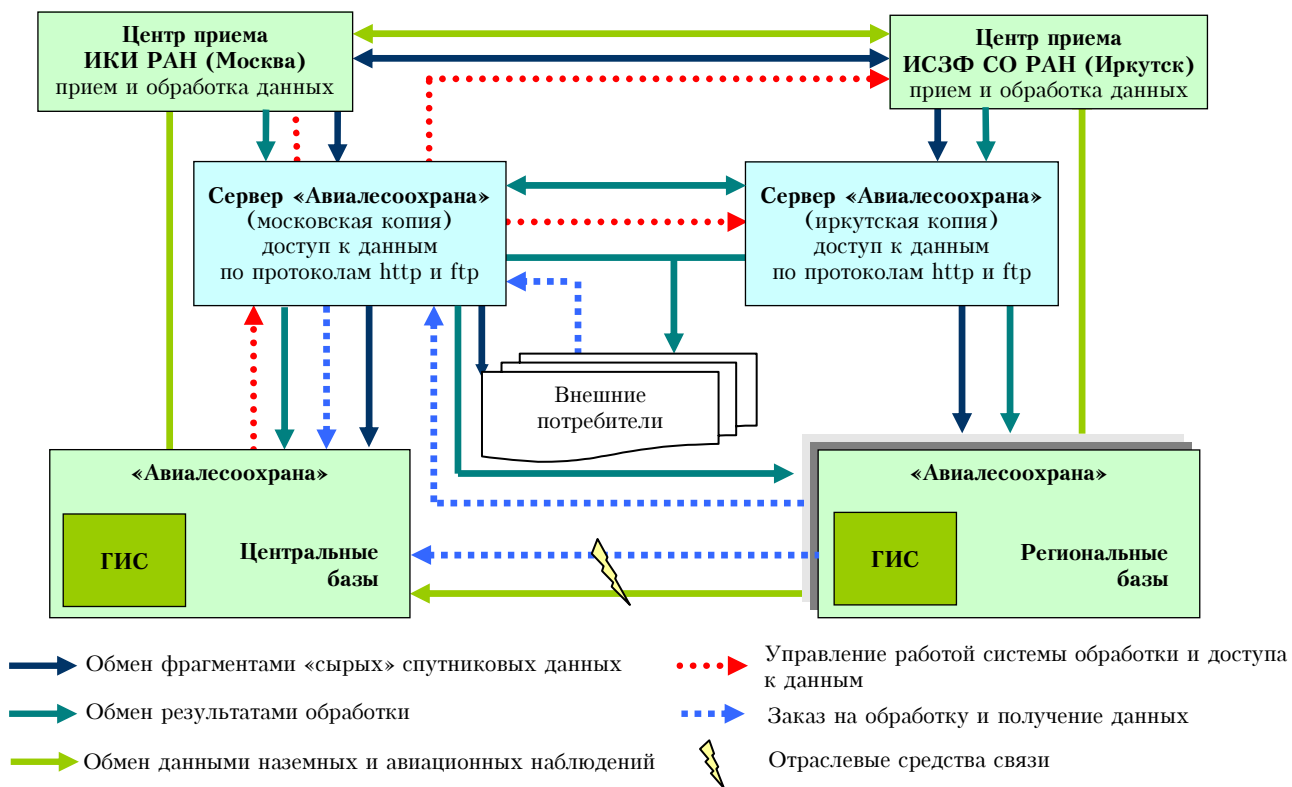 Центр приема
ИКИ РАН (Москва)
прием и обработка данных
Центр приема
ИСЗФ СО РАН (Иркутск)
прием и обработка данных
Сервер «Авиалесоохрана»
(московская копия)
доступ к данным
по протоколам http и ftp
Сервер «Авиалесоохрана»
(иркутская копия)
доступ к данным
по протоколам http и ftp
Внешние
потребители
«Авиалесоохрана»
ГИС
Центральные
базы
«Авиалесоохрана»
ГИС
Региональные
базы
Обмен фрагментами «сырых» спутниковых данных
Обмен результатами обработки
Обмен данными наземных и авиационных наблюдений
Управление работой системы обработки и доступа
к данным
Заказ на обработку и получение данных
Отраслевые средства связи